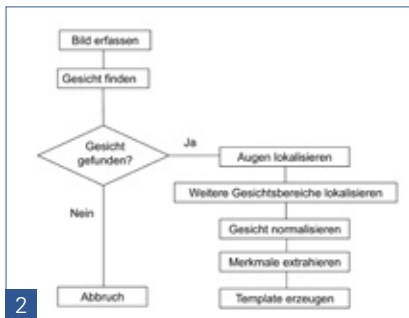 Bild erfassen
Gesicht finden
Gesicht
gefunden?
Ja
Augen lokalisieren
Weitere Gesichtsbereiche lokalisieren
Gesicht normalisieren
Merkmale extrahieren
Template erzeugen
Nein
Abbruch
2